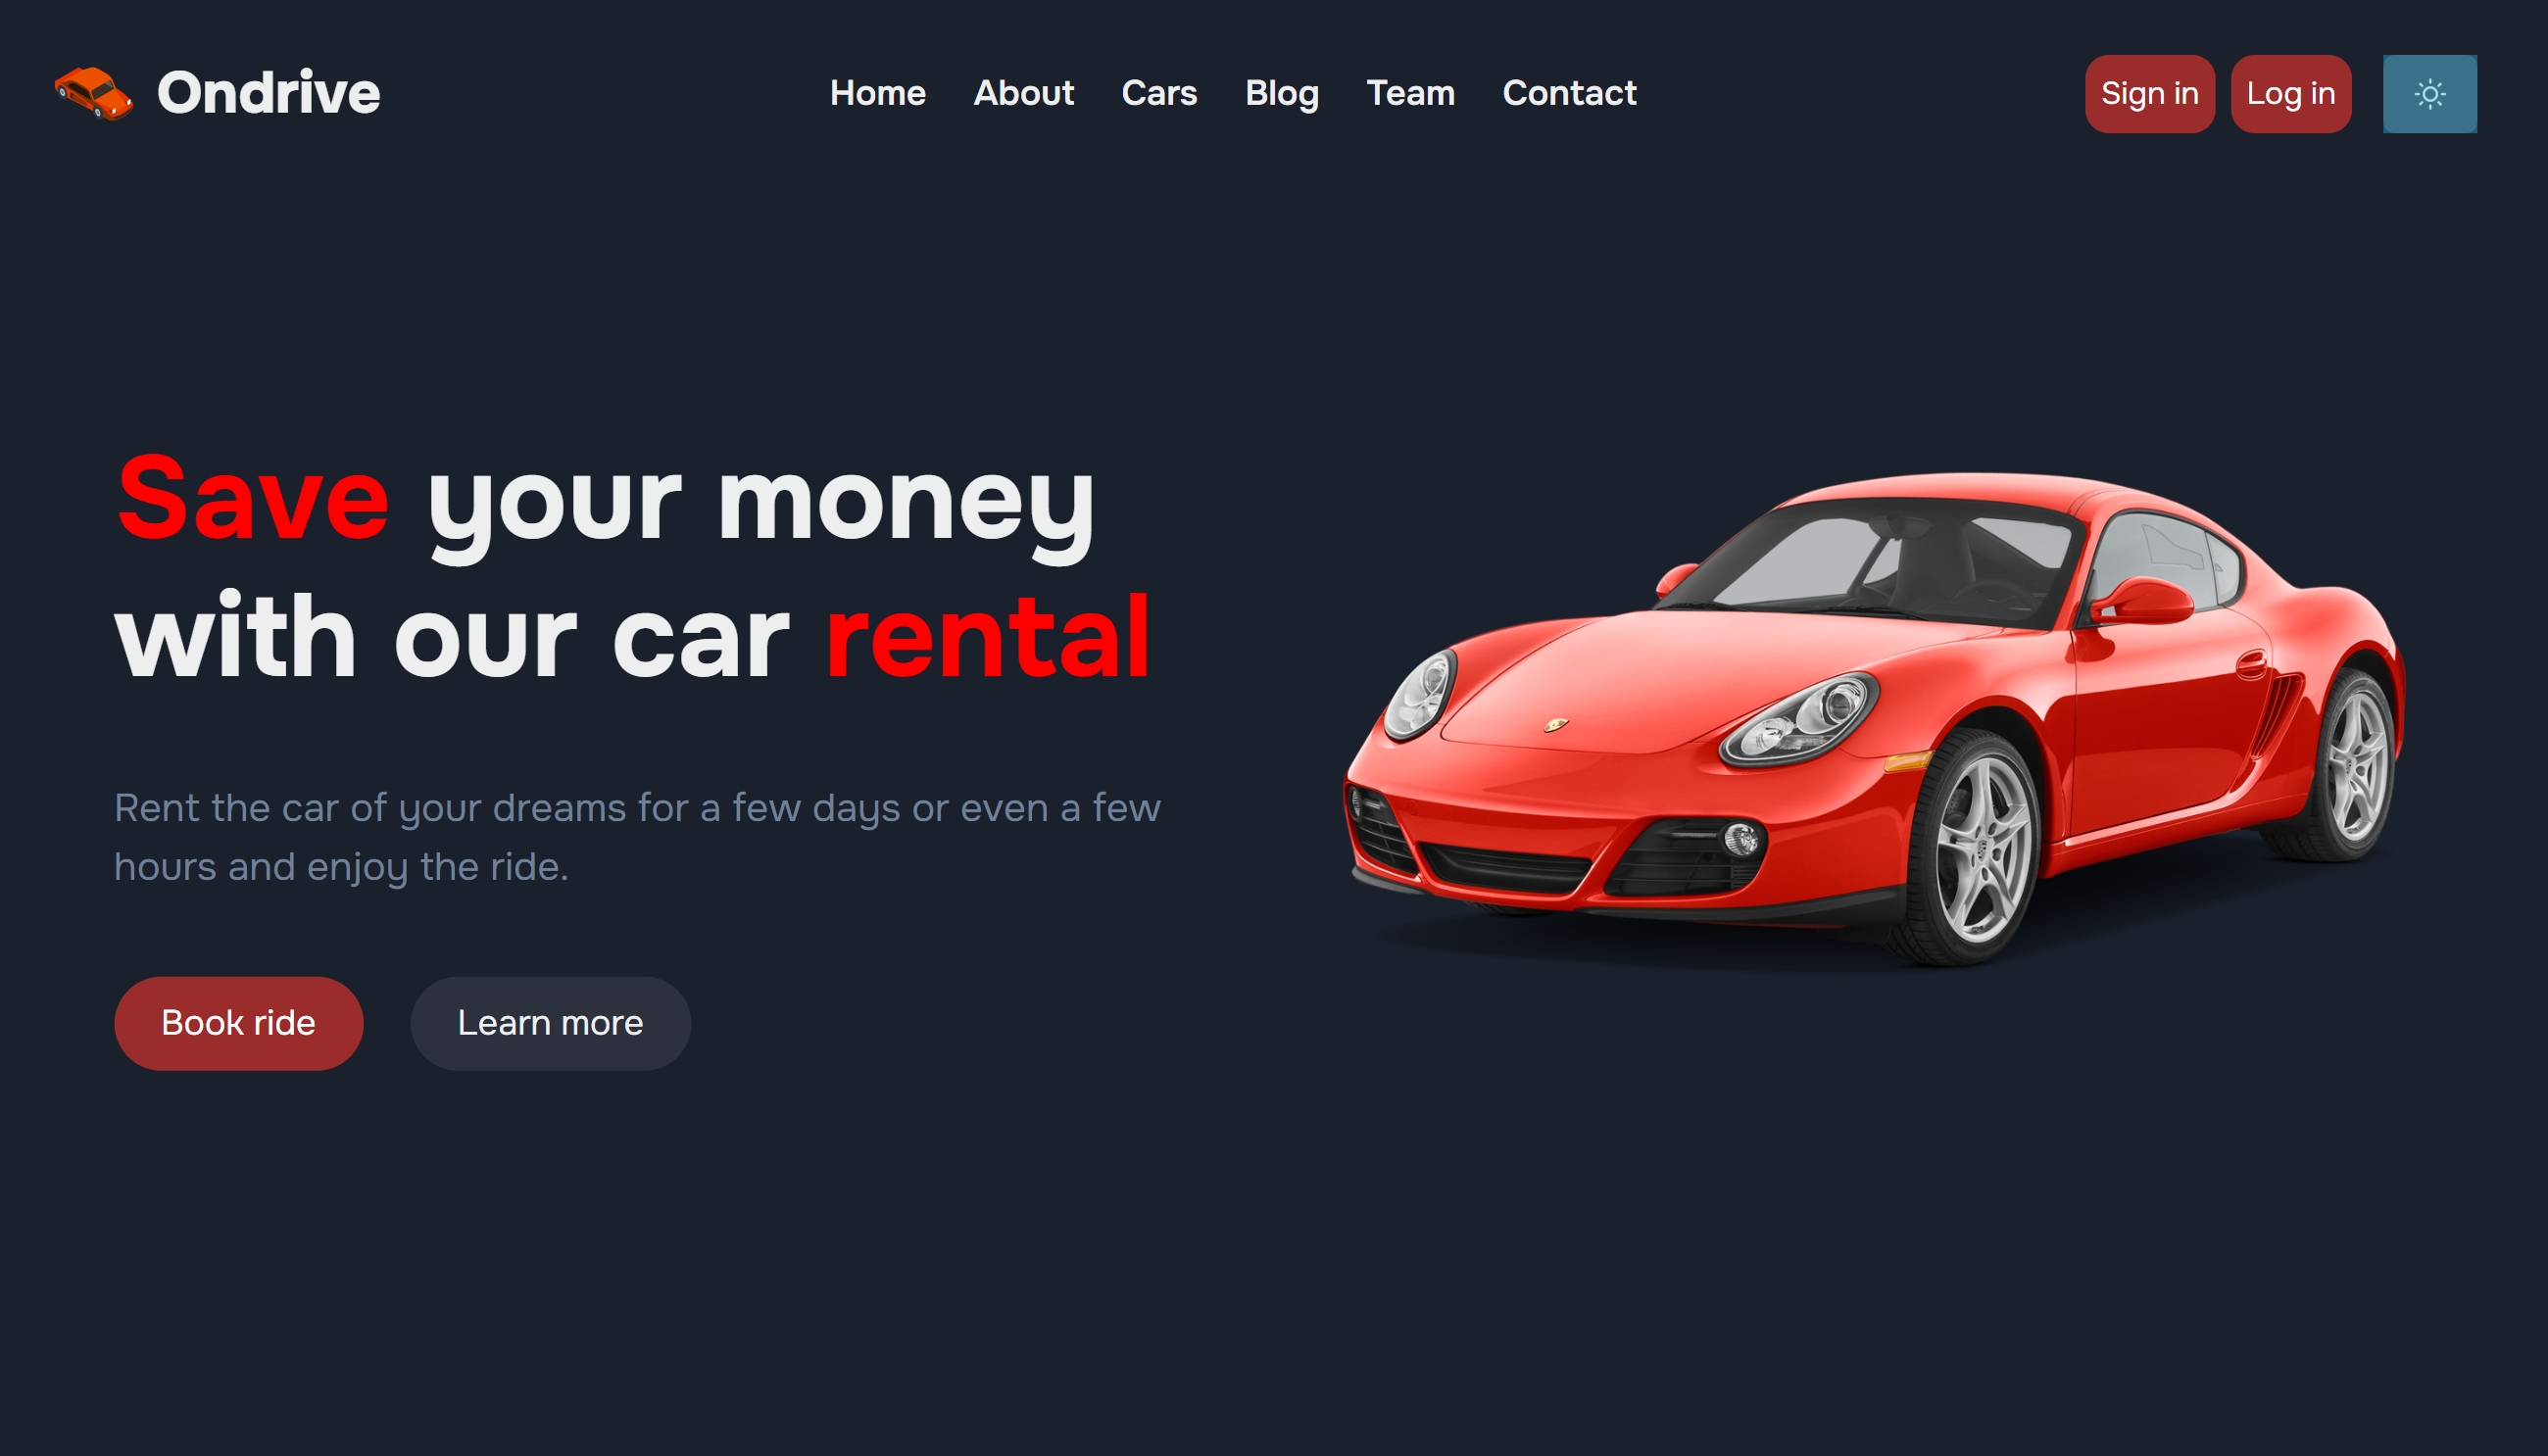 Ondrive
Home About Cars Blog Team Contact
Sign in Log in
Save your money
with our car rental
Rent the car of your dreams for a few days or even a few
hours and enjoy the ride.
Book ride Learn more